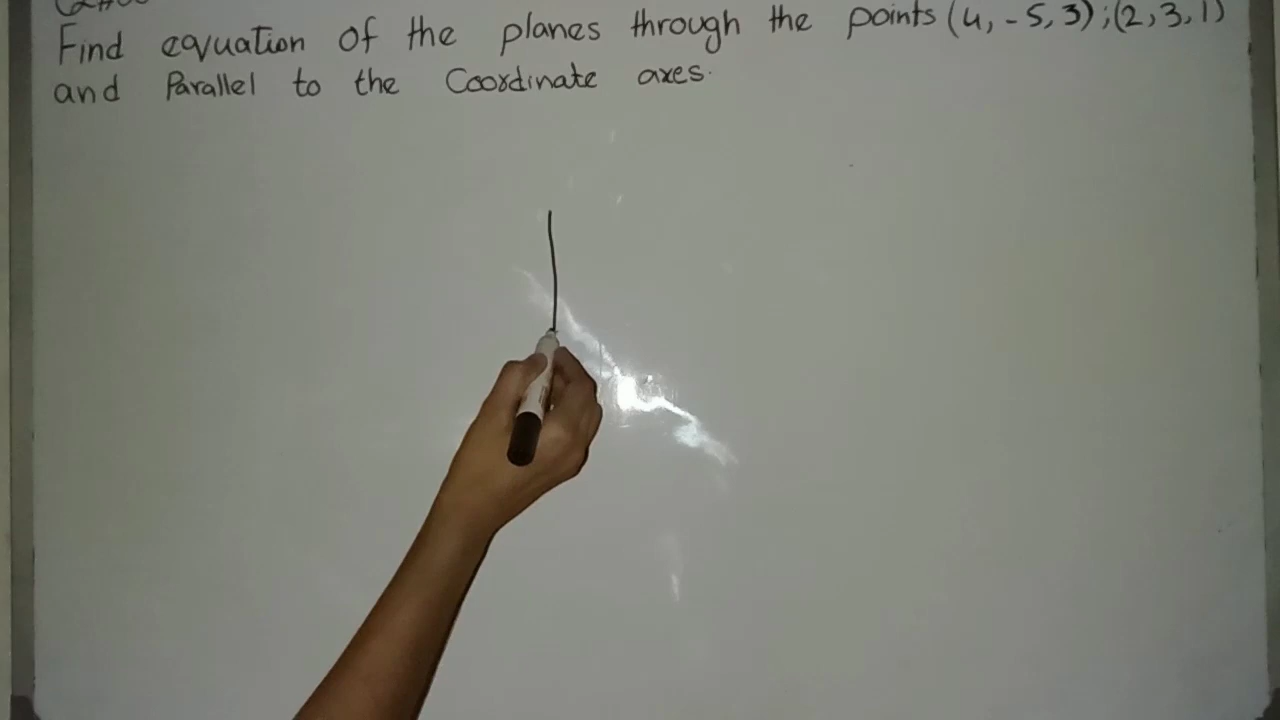 Find equation of the planes through the points (4, -5, 3) ; (2, 3, 1)
and Parallel to the Coordinate axes.